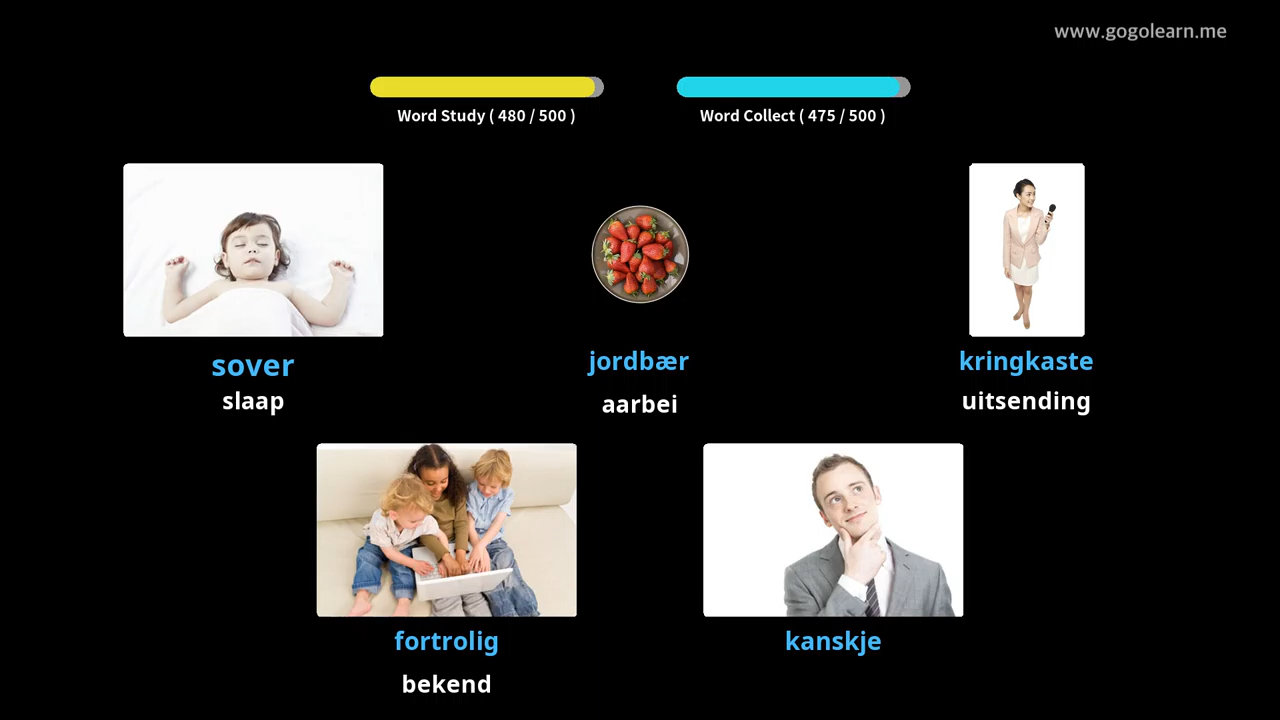 www.gogolearn.me
Word Study ( 480 / 500 )
Word Collect ( 475 / 500 )
sover
slaap
jordbær
aarbei
kringkaste
uitsending
fortrolig
bekend
kanskje